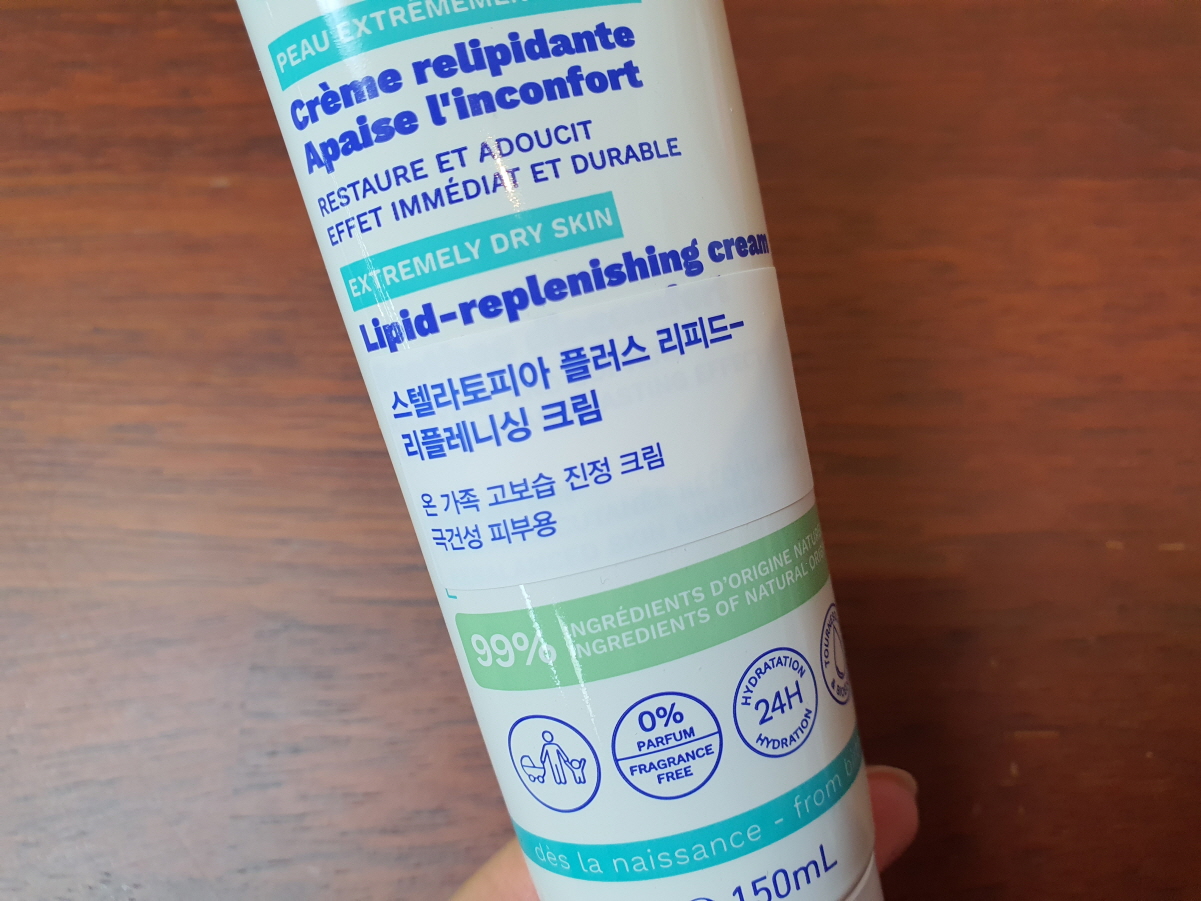 PEAU
Crème relipidante
Apaise l'inconfort
RESTAURE ET ADOUCIT
EFFET IMMÉDIAT ET DURABLE
EXTREMELY DRY SKIN
Lipid-replenishing cream
스텔라토피아 플러스 리피드-
리플레니싱 크림
온 가족 고보습 진정 크림
극건성 피부용
99%
INGRÉDIENTS D'ORIGINE
INGREDIENTS OF NATURAL
0%
PARFUM
FRAGRANCE
FREE
HYDRATATION
24H
HYDRATION
dès la naissance - from
150mL